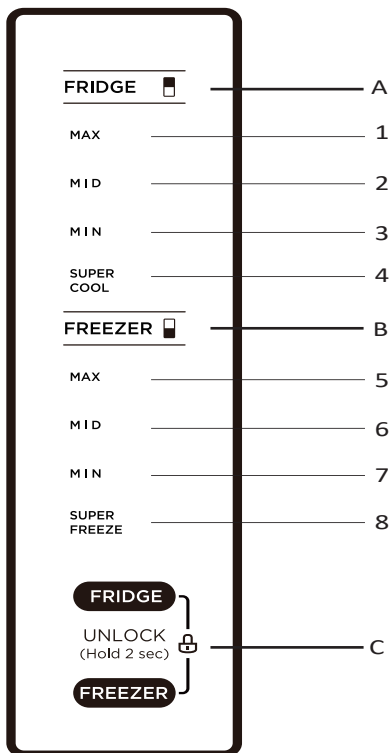 FRIDGE A
MAX 1
MID 2
MIN 3
SUPER
COOL 4
FREEZER B
MAX 5
MID 6
MIN 7
SUPER
FREEZE 8
FRIDGE
UNLOCK
(Hold 2 sec) C
FREEZER